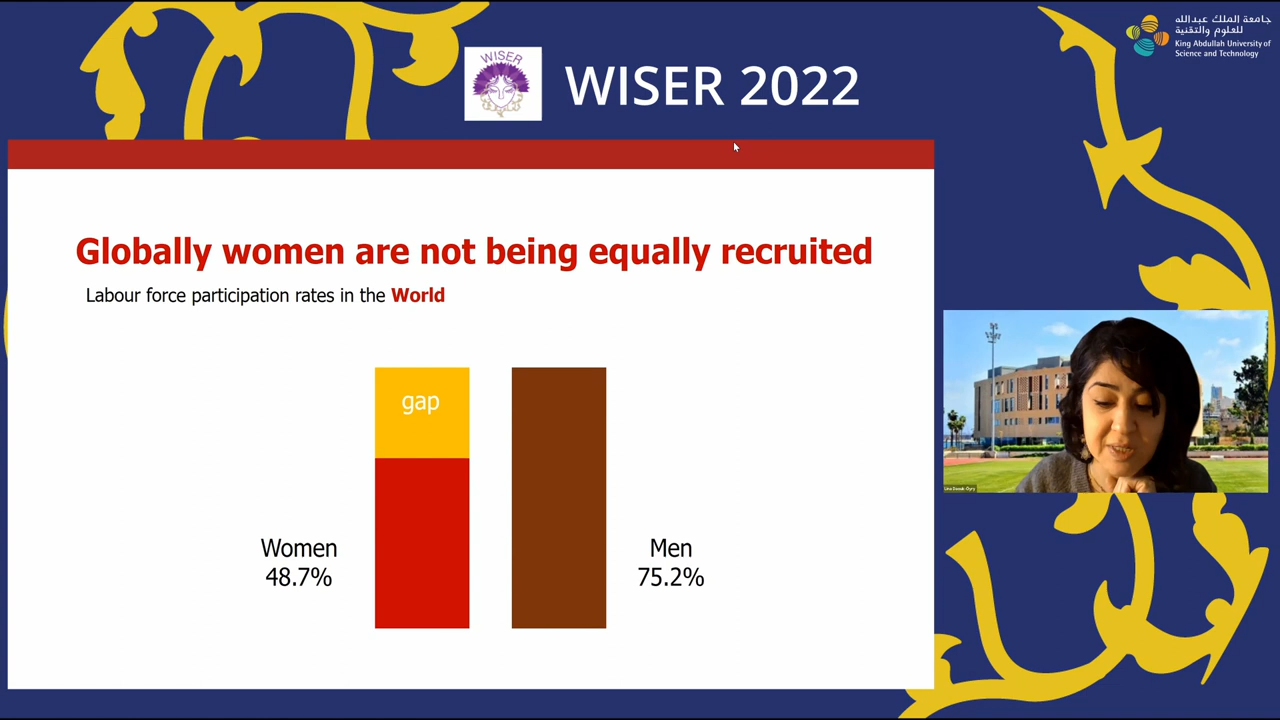 جامعة الملك عبدالله
للعلوم والتقنية
King Abdullah University of
Science and Technology
WISER
WISER 2022
Globally women are not being equally recruited
Labour force participation rates in the World
gap
Women
48.7%
Men
75.2%